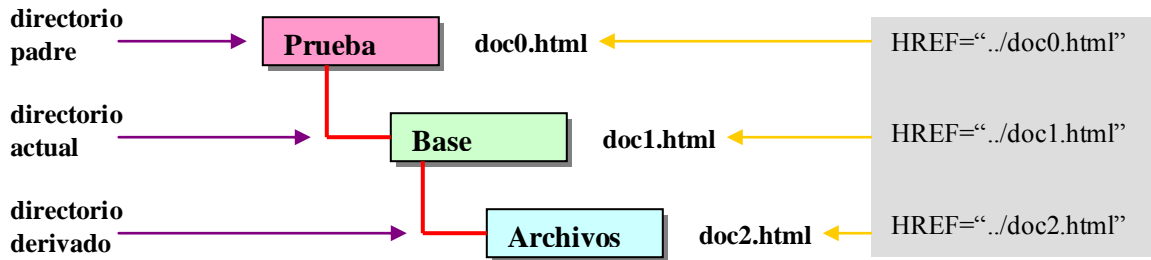 directorio
padre
Prueba
doc0.html
HREF=“../doc0.html”
directorio
actual
Base
doc1.html
HREF=“../doc1.html”
directorio
derivado
Archivos
doc2.html
HREF=“../doc2.html”